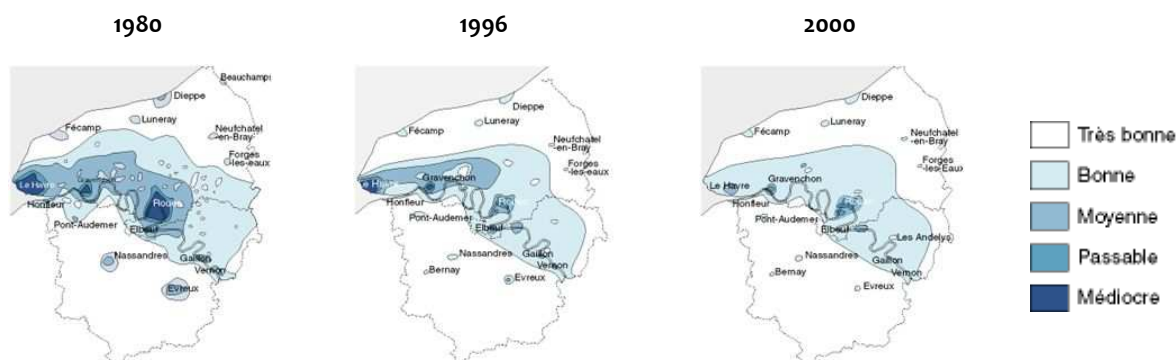 1980
1996
2000
Beauchamps
Dieppe
Luneray
Fécamp
Neufchatel
-en-Bray
Forges
-les-eaux
Le Havre
Honfleur
Rouen
Pont-Audemer
Elbeuf
Nassandres
Gaillon
Vernon
Evreux
Dieppe
Luneray
Fécamp
Neufchatel
-en-Bray
Forges
-les-eaux
Gravenchon
Honfleur
Pont-Audemer
Elbeuf
Nassandres
Gaillon
Vernon
Bernay
Evreux
Dieppe
Luneray
Fécamp
Neufchatel
-en-Bray
Forges
-les-Eaux
Gravenchon
Le Havre
Honfleur
Pont-Audemer
Elbeuf
Les Andelys
Nassandres
Gaillon
Vernon
Bernay
Evreux
Très bonne
Bonne
Moyenne
Passable
Médiocre